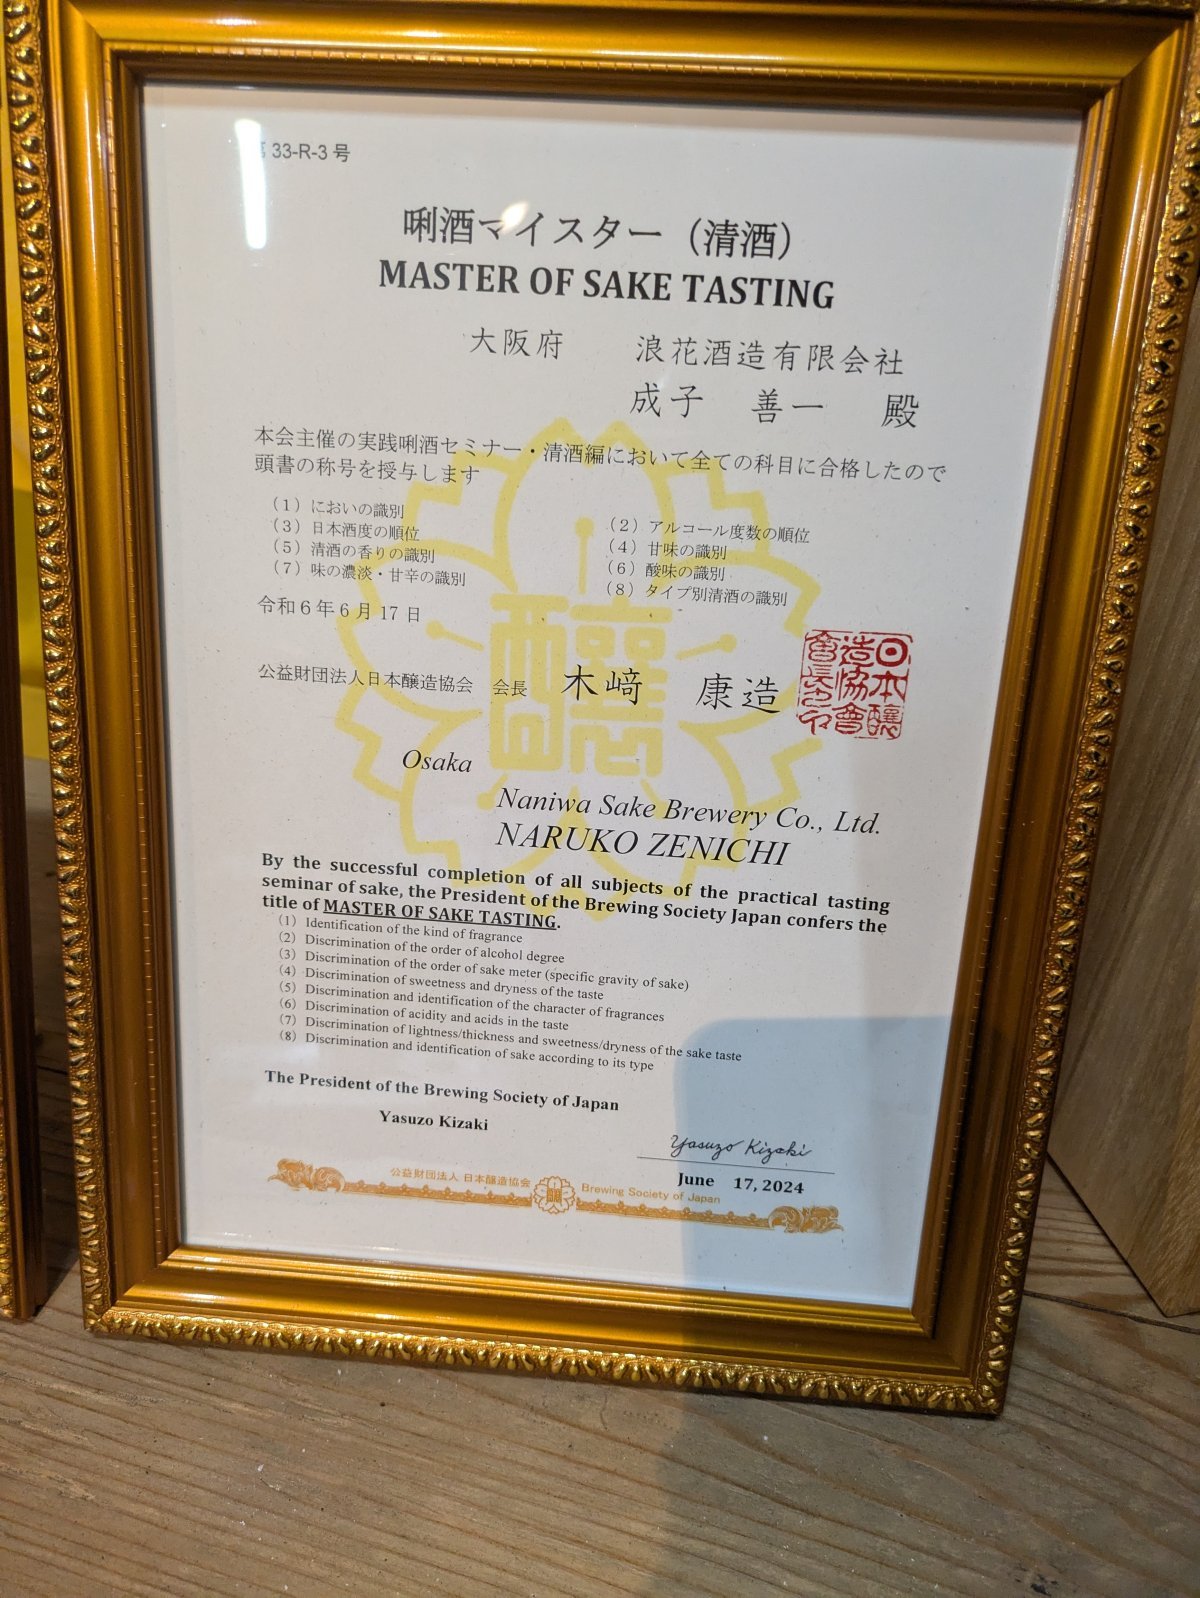 33-R-3 号
唎酒マイスター（清酒）
MASTER OF SAKE TASTING
大阪府 浪花酒造有限会社
成子 善一 殿
本会主催の実践唎酒セミナー・清酒編において全ての科目に合格したので
頭書の称号を授与します
（1）においの識別
（2）アルコール度数の順位
（3）日本酒度の順位
（4）甘味の識別
（5）清酒の香りの識別
（6）酸味の識別
（7）味の濃淡・甘辛の識別
（8）タイプ別清酒の識別
令和６年６月 17 日
公益財団法人日本醸造協会 会長 木﨑 康造
日本醸
造協會
會長之印
醸
Osaka
Naniwa Sake Brewery Co., Ltd.
NARUKO ZENICHI
By the successful completion of all subjects of the practical tasting
seminar of sake, the President of the Brewing Society Japan confers the
title of MASTER OF SAKE TASTING.
（1） Identification of the kind of fragrance
（2） Discrimination of the order of alcohol degree
（3） Discrimination of the order of sake meter (specific gravity of sake)
（4） Discrimination of sweetness and dryness of the taste
（5） Discrimination and identification of the character of fragrances
（6） Discrimination of acidity and acids in the taste
（7） Discrimination of lightness/thickness and sweetness/dryness of the sake taste
（8） Discrimination and identification of sake according to its type
The President of the Brewing Society of Japan
Yasuzo Kizaki
Yasuzo Kizaki
June 17, 2024
公益財団法人 日本醸造協会 Brewing Society of Japan